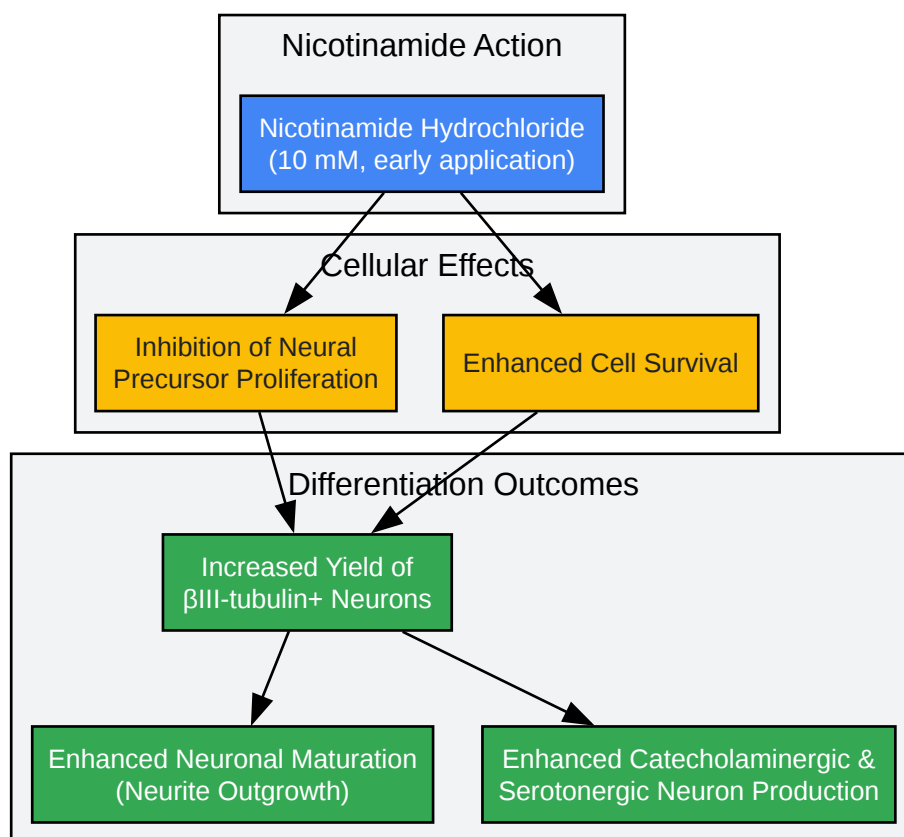 Nicotinamide Action
Nicotinamide Hydrochloride
(10 mM, early application)
Cellular Effects
Inhibition of Neural
Precursor Proliferation
Enhanced Cell Survival
Differentiation Outcomes
Increased Yield of
βIII-tubulin+ Neurons
Enhanced Neuronal Maturation
(Neurite Outgrowth)
Enhanced Catecholaminergic &
Serotonergic Neuron Production